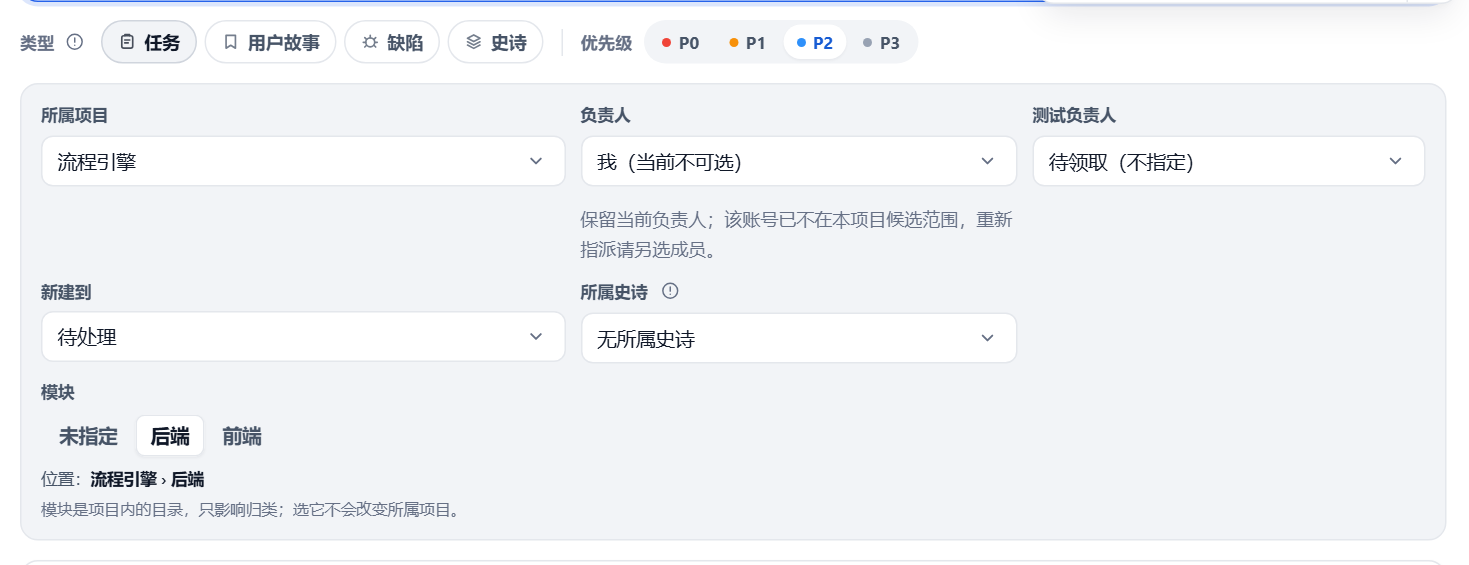 类型 任务 用户故事 缺陷 史诗 优先级 P0 P1 P2 P3
所属项目 负责人 测试负责人
流程引擎 我（当前不可选） 待领取（不指定）
保留当前负责人；该账号已不在本项目候选范围，重新
指派请另选成员。
新建到 所属史诗
待处理 无所属史诗
模块
未指定 后端 前端
位置：流程引擎 › 后端
模块是项目内的目录，只影响归类；选它不会改变所属项目。